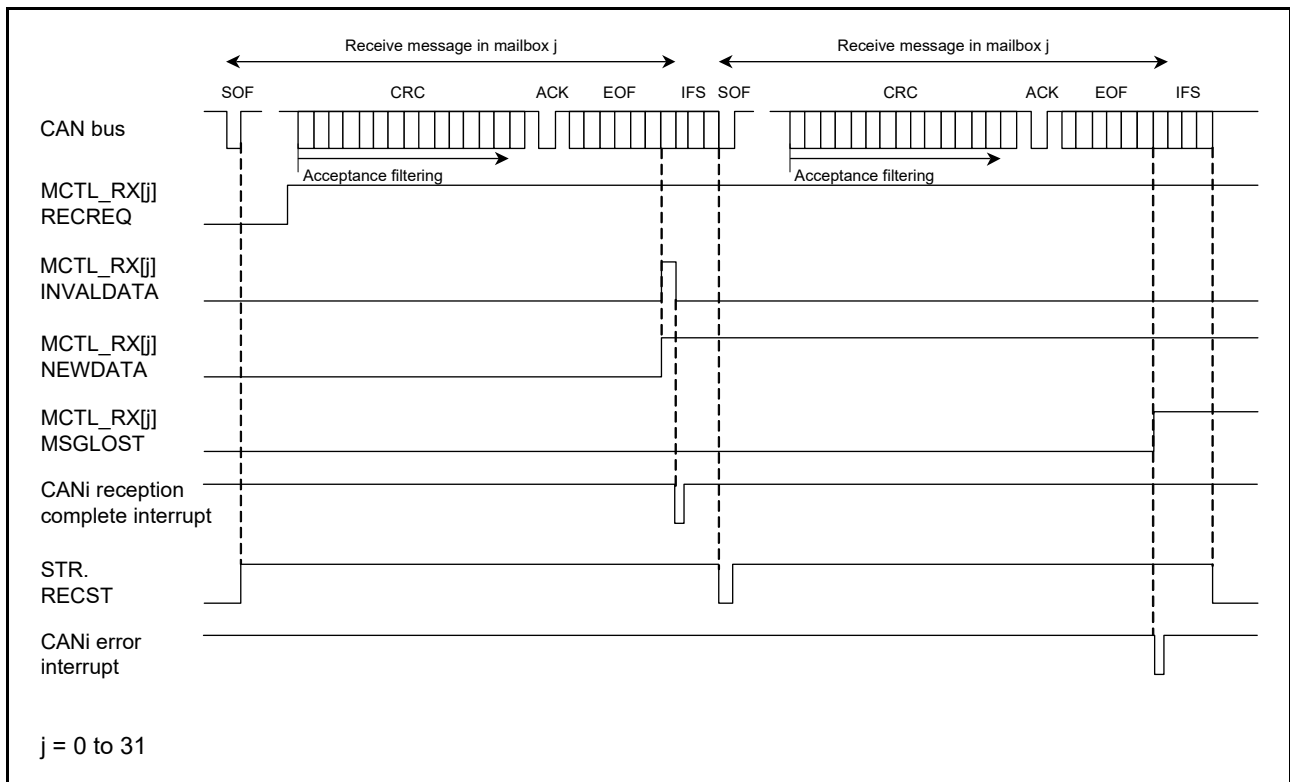 Receive message in mailbox j Receive message in mailbox j
SOF CRC ACK EOF IFS SOF CRC ACK EOF IFS
CAN bus
Acceptance filtering Acceptance filtering
MCTL_RX[j]
RECREQ
MCTL_RX[j]
INVALDATA
MCTL_RX[j]
NEWDATA
MCTL_RX[j]
MSGLOST
CANi reception
complete interrupt
STR.
RECST
CANi error
interrupt
j = 0 to 31